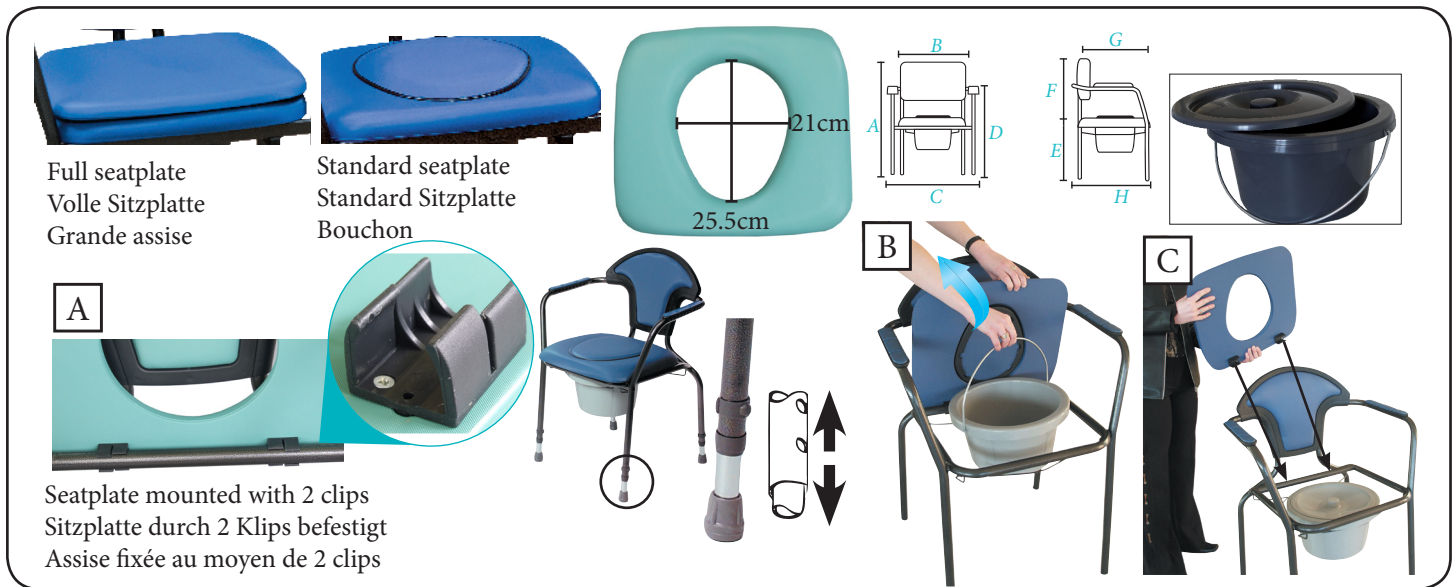 Full seatplate
Volle Sitzplatte
Grande assise
Standard seatplate
Standard Sitzplatte
Bouchon
21cm
25.5cm
B
A
D
C
G
F
E
H
A
Seatplate mounted with 2 clips
Sitzplatte durch 2 Klips befestigt
Assise fixée au moyen de 2 clips
B
C